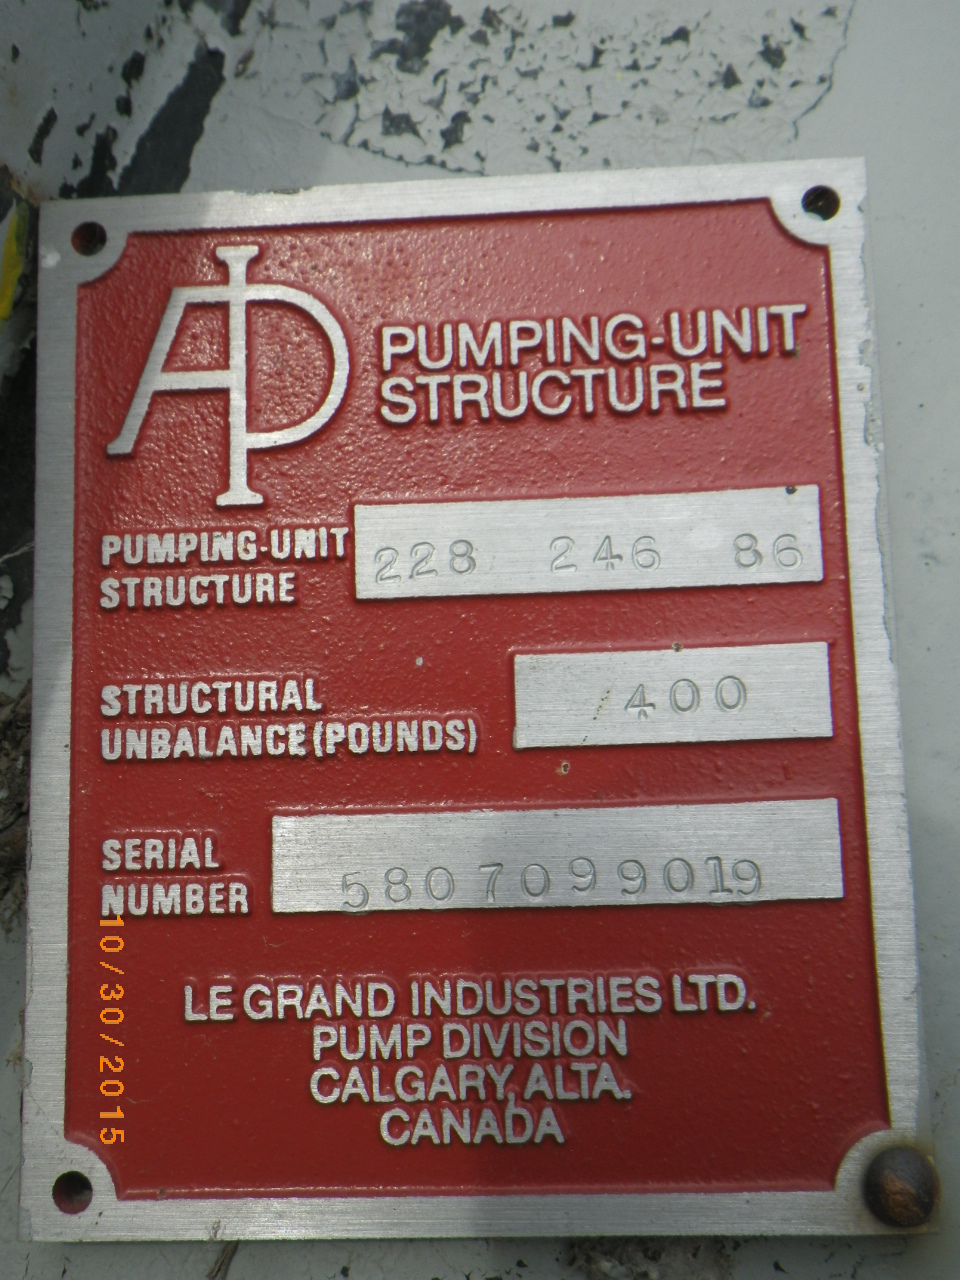 API
PUMPING-UNIT
STRUCTURE
PUMPING-UNIT
STRUCTURE
228 246 86
STRUCTURAL
UNBALANCE (POUNDS)
400
SERIAL
NUMBER
5807099019
LE GRAND INDUSTRIES LTD.
PUMP DIVISION
CALGARY, ALTA.
CANADA
10/30/2015